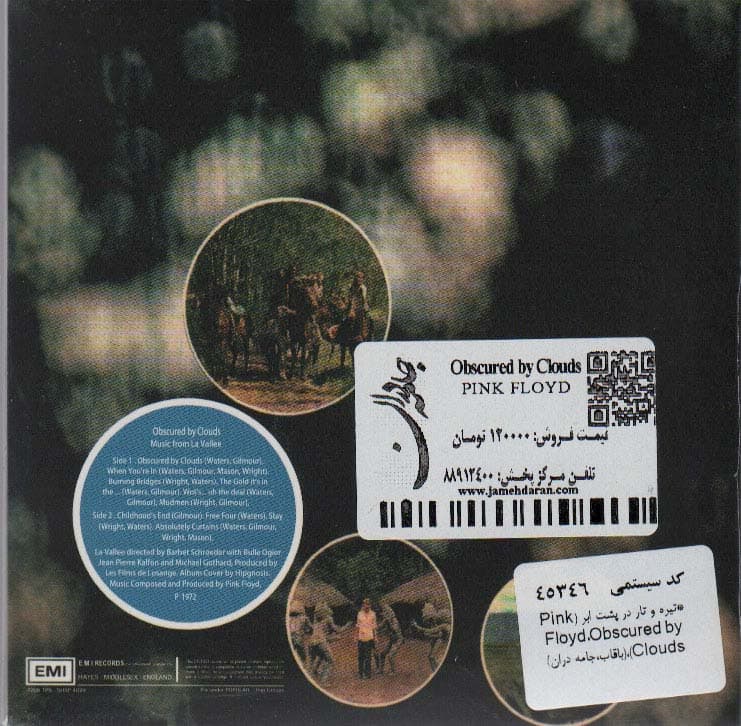 Obscured by Clouds
PINK FLOYD
قیمت فروش: ۱۲۰۰۰۰ تومان
تلفن مرکز پخش: ۸۸۹۱۲۴۰۰
www.jamehdaran.com
Obscured by Clouds
Music from La Vallee
Side 1 . Obscured by Clouds (Waters, Gilmour),
When You're in (Waters, Gilmour, Mason, Wright).
Burning Bridges (Wright, Waters). The Gold it's in
the ... (Waters, Gilmour). Wot's... uh the deal (Waters,
Gilmour), Mudmen (Wright, Gilmour),
Side 2 . Childhood's End (Gilmour). Free Four (Waters). Stay
(Wright, Waters). Absolutely Curtains (Waters, Gilmour,
Wright, Mason),
La-Vallee directed by Barbet Schroeder with Bulle Ogier
Jean Pierre Kalfon and Michael Gothard, Produced by
Les Films de Losange. Album Cover by Hipgnosis.
Music Composed and Produced by Pink Floyd,
P 1972
کد سیستمی ۴۵۳۴۶
*تیره و تار در پشت ابر (Pink
Floyd،Obscured by
Clouds)،(باقاب،جامه دران)
EMI
E.M.I RECORDS
HAYES . MIDDLESEX . ENGLAND